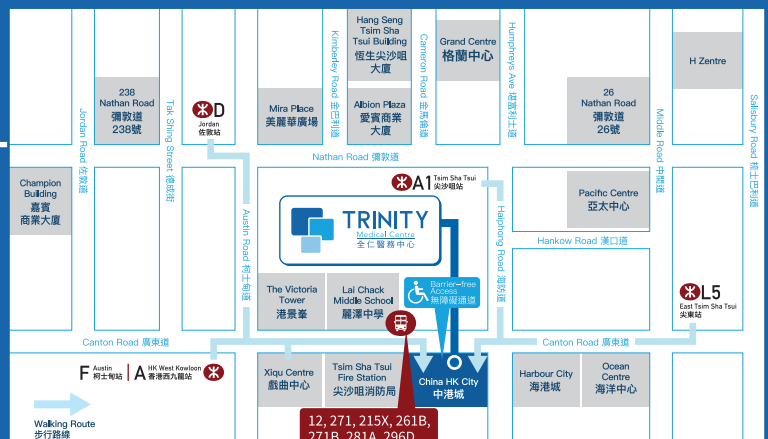 Hang Seng
Tsim Sha
Tsui Building
恆生尖沙咀
大廈
Kimberley Road 金巴利道
Cameron Road 金馬倫道
Grand Centre
格蘭中心
Humphreys Ave 堪富利士道
H Zentre
238
Nathan Road
彌敦道
238號
Jordan Road 佐敦道
Tak Shing Street 德成街
D
Jordan
佐敦站
Mira Place
美麗華廣場
Albion Plaza
愛賓商業
大廈
26
Nathan Road
彌敦道
26號
Middle Road 中間道
Salisbury Road 梳士巴利道
Nathan Road 彌敦道
Champion
Building
嘉賓
商業大廈
A1
Tsim Sha Tsui
尖沙咀站
Pacific Centre
亞太中心
TRINITY
Medical Centre
全仁醫務中心
Austin Road 柯士甸道
Haiphong Road 海防道
Hankow Road 漢口道
The Victoria
Tower
港景峯
Lai Chack
Middle School
麗澤中學
Barrier-free
Access
無障礙通道
L5
East Tsim Sha Tsui
尖東站
Canton Road 廣東道
Canton Road 廣東道
F
Austin
柯士甸站
A
HK West Kowloon
香港西九龍站
Xiqu Centre
戲曲中心
Tsim Sha Tsui
Fire Station
尖沙咀消防局
China HK City
中港城
Harbour City
海港城
Ocean
Centre
海洋中心
Walking Route
步行路線
12, 271, 215X, 261B,
271B, 281A, 296D